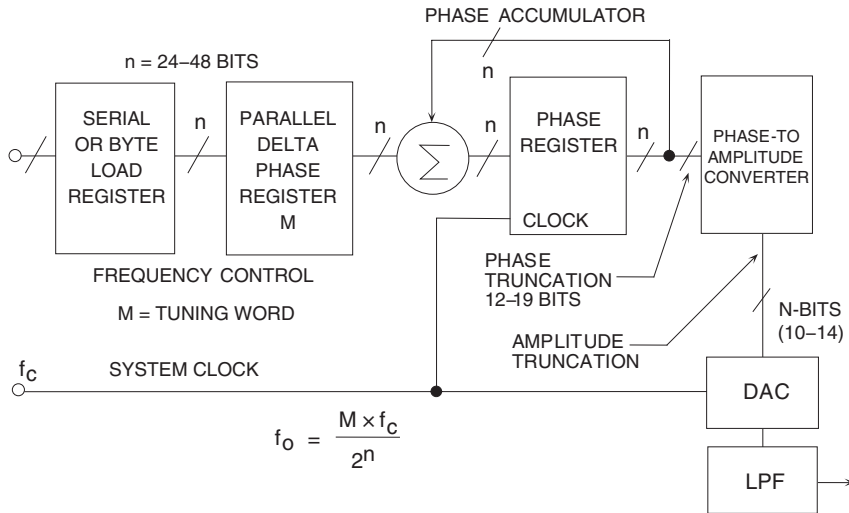 PHASE ACCUMULATOR
n = 24–48 BITS
n
SERIAL
OR BYTE
LOAD
REGISTER
n
PARALLEL
DELTA
PHASE
REGISTER
M
n
Σ
n
PHASE
REGISTER
CLOCK
n
PHASE-TO
AMPLITUDE
CONVERTER
FREQUENCY CONTROL
M = TUNING WORD
PHASE
TRUNCATION
12–19 BITS
AMPLITUDE
TRUNCATION
N-BITS
(10–14)
fc
SYSTEM CLOCK
DAC
fo = M × fc
2ⁿ
LPF